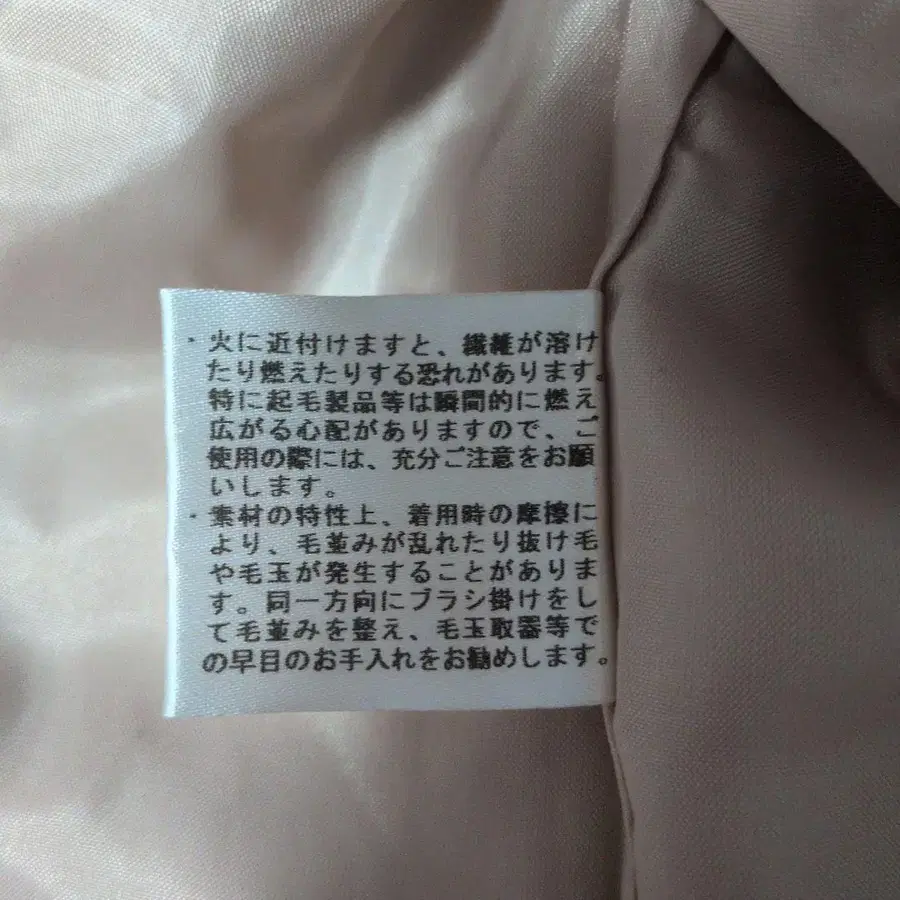 ・火に近付けますと、繊維が溶け
たり燃えたりする恐れがあります。
特に起毛製品等は瞬間的に燃え
広がる心配がありますので、ご
使用の際には、充分ご注意をお願
いします。
・素材の特性上、着用時の摩擦に
より、毛並みが乱れたり抜け毛
や毛玉が発生することがありま
す。同一方向にブラシ掛けをし
て毛並みを整え、毛玉取器等で
の早目のお手入れをお勧めします。